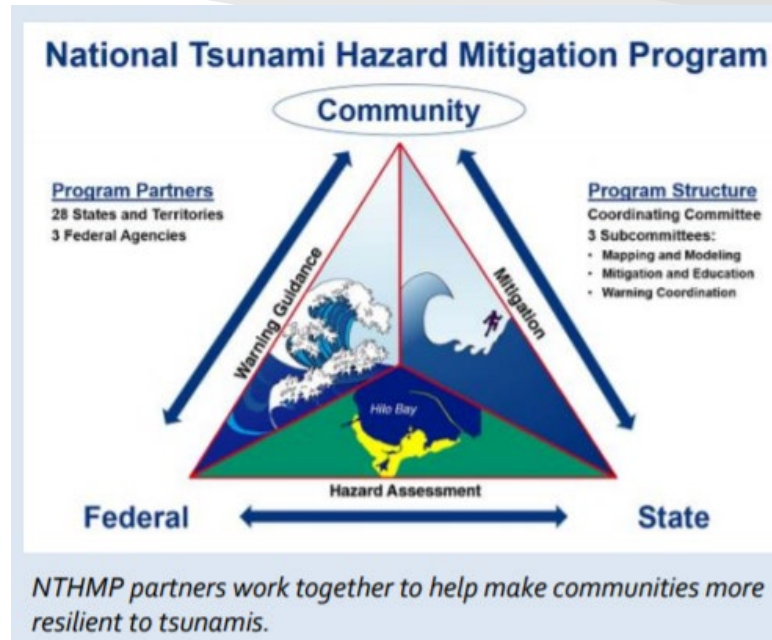 National Tsunami Hazard Mitigation Program
Community
Program Partners
28 States and Territories
3 Federal Agencies
Program Structure
Coordinating Committee
3 Subcommittees:
• Mapping and Modeling
• Mitigation and Education
• Warning Coordination
Warning Guidance
Mitigation
Hilo Bay
Hazard Assessment
Federal
State
NTHMP partners work together to help make communities more
resilient to tsunamis.